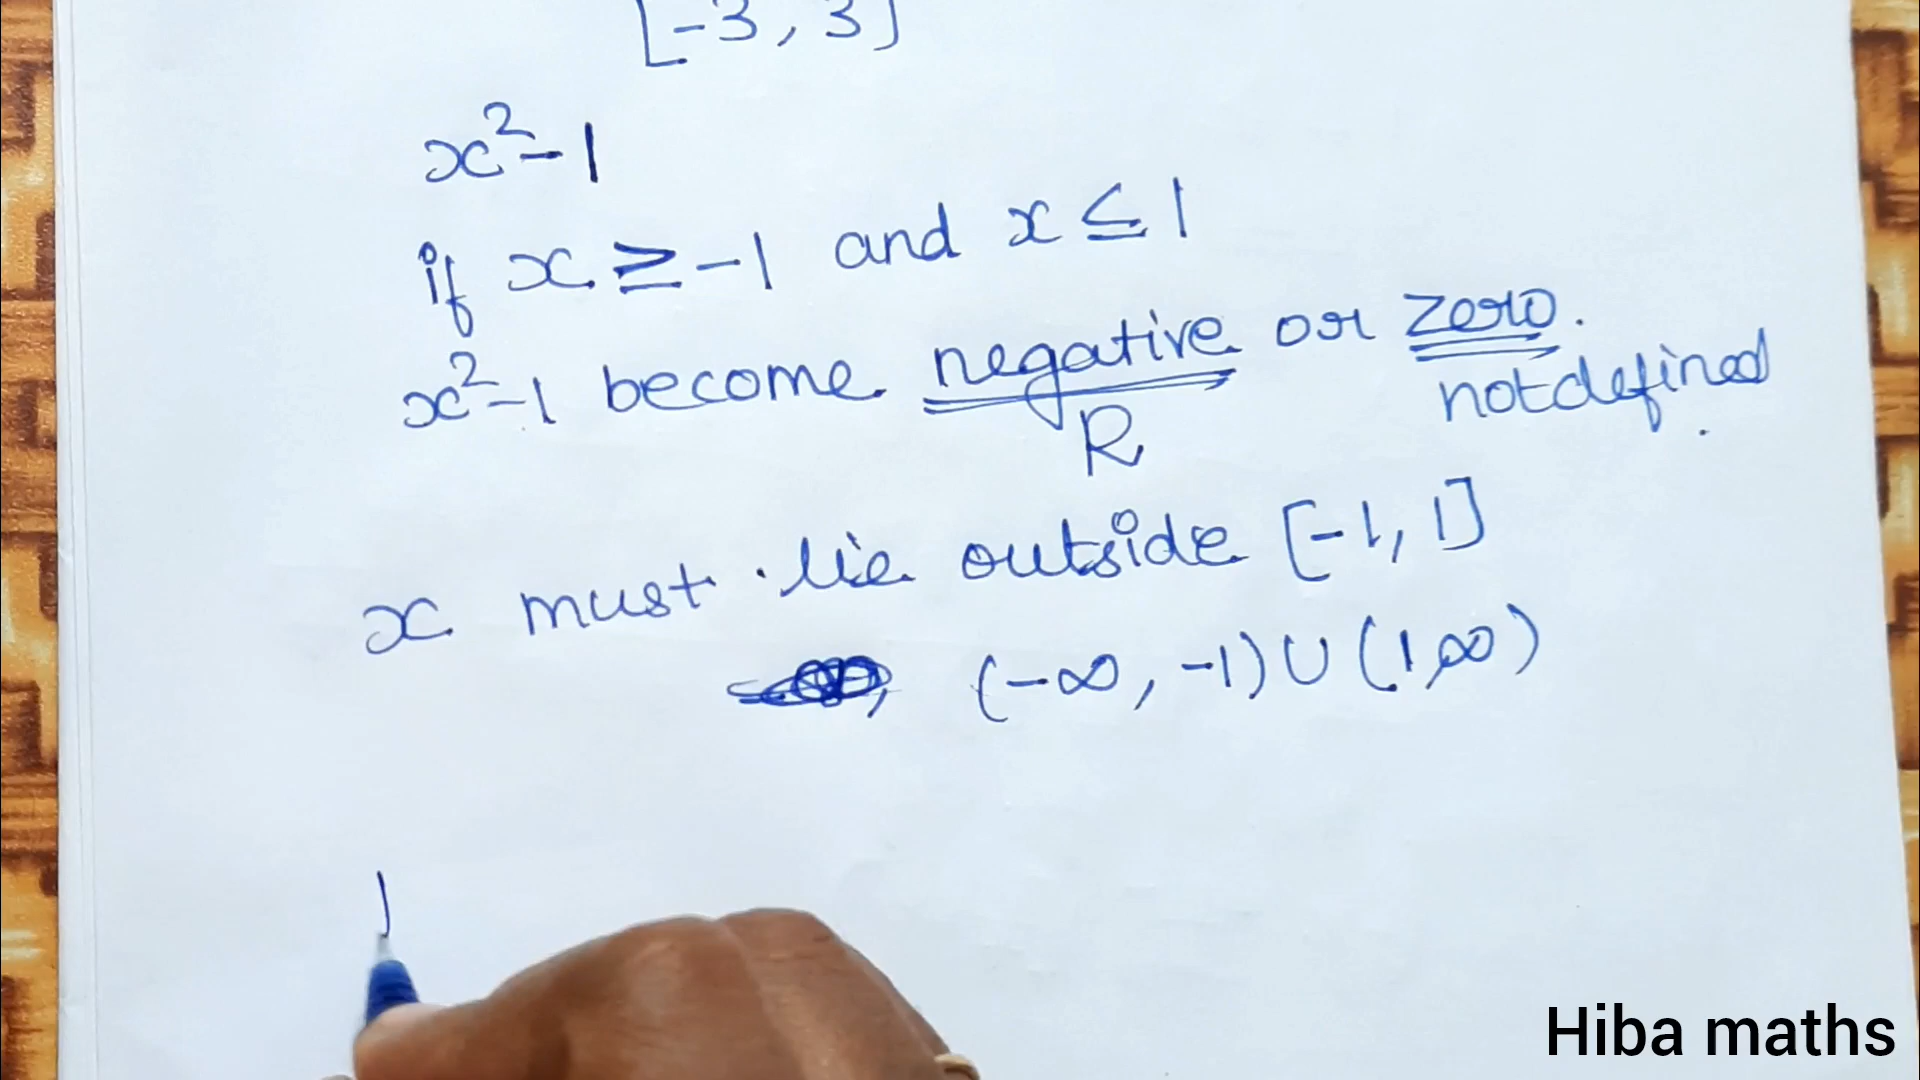 [-3, 3]
x²-1
if x ≥ -1 and x ≤ 1
x²-1 become negative or zero.
R
notdefined.
x must lie outside [-1, 1]
(-∞, -1)∪(1,∞)
Hiba maths